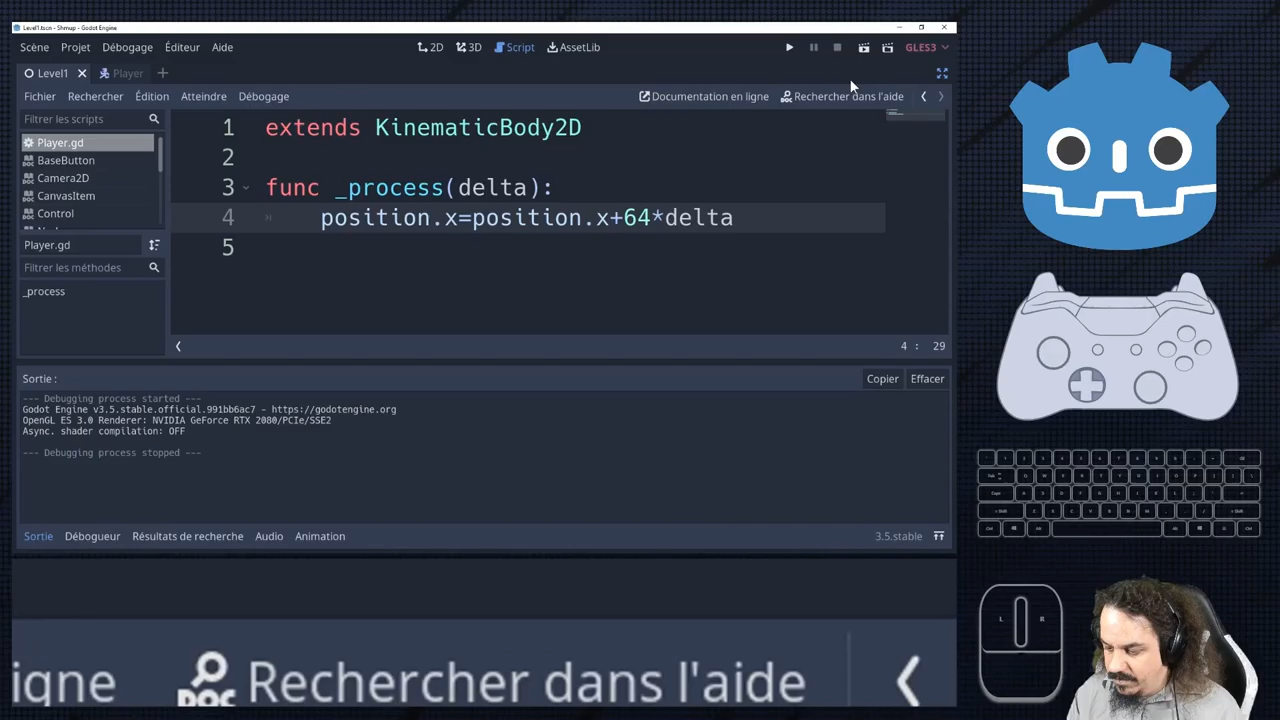 Level1.tscn - Shmup - Godot Engine
Scène Projet Débogage Éditeur Aide 2D 3D Script AssetLib GLES3
Level1 Player
Fichier Rechercher Édition Atteindre Débogage Documentation en ligne Rechercher dans l'aide
Filtrer les scripts
Player.gd
BaseButton
Camera2D
CanvasItem
Control
Player.gd
Filtrer les méthodes
_process
1 extends KinematicBody2D
2
3 func _process(delta):
4 position.x=position.x+64*delta
5
4 : 29
Sortie : Copier Effacer
--- Debugging process started ---
Godot Engine v3.5.stable.official.991bb6ac7 - https://godotengine.org
OpenGL ES 3.0 Renderer: NVIDIA GeForce RTX 2080/PCIe/SSE2
Async. shader compilation: OFF
--- Debugging process stopped ---
Sortie Débogueur Résultats de recherche Audio Animation 3.5.stable
igne DOC Rechercher dans l'aide
L R